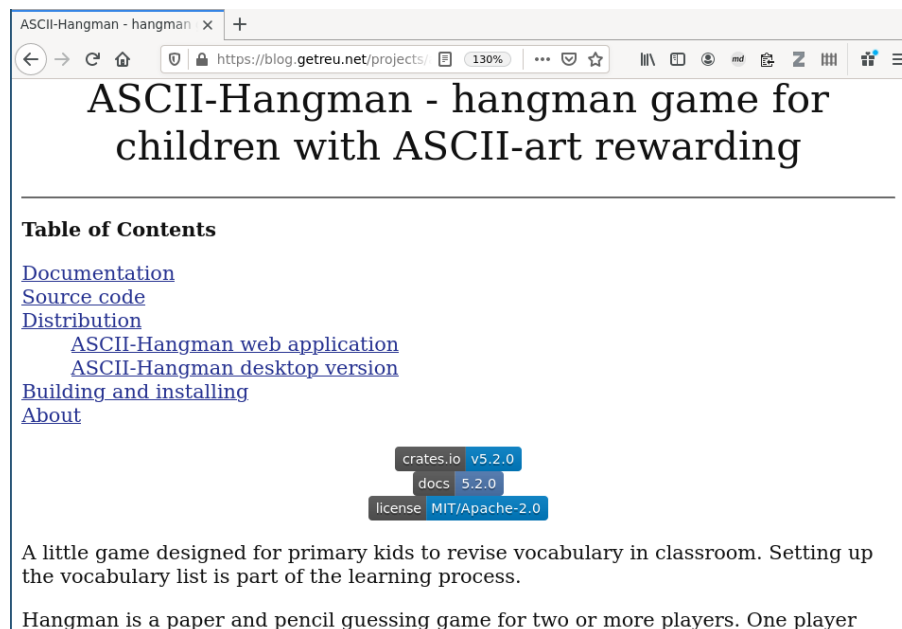 ASCII-Hangman - hangman
https://blog.getreu.net/projects/ 130%
ASCII-Hangman - hangman game for
children with ASCII-art rewarding
Table of Contents
Documentation
Source code
Distribution
ASCII-Hangman web application
ASCII-Hangman desktop version
Building and installing
About
crates.io v5.2.0
docs 5.2.0
license MIT/Apache-2.0
A little game designed for primary kids to revise vocabulary in classroom. Setting up
the vocabulary list is part of the learning process.
Hangman is a paper and pencil guessing game for two or more players. One player